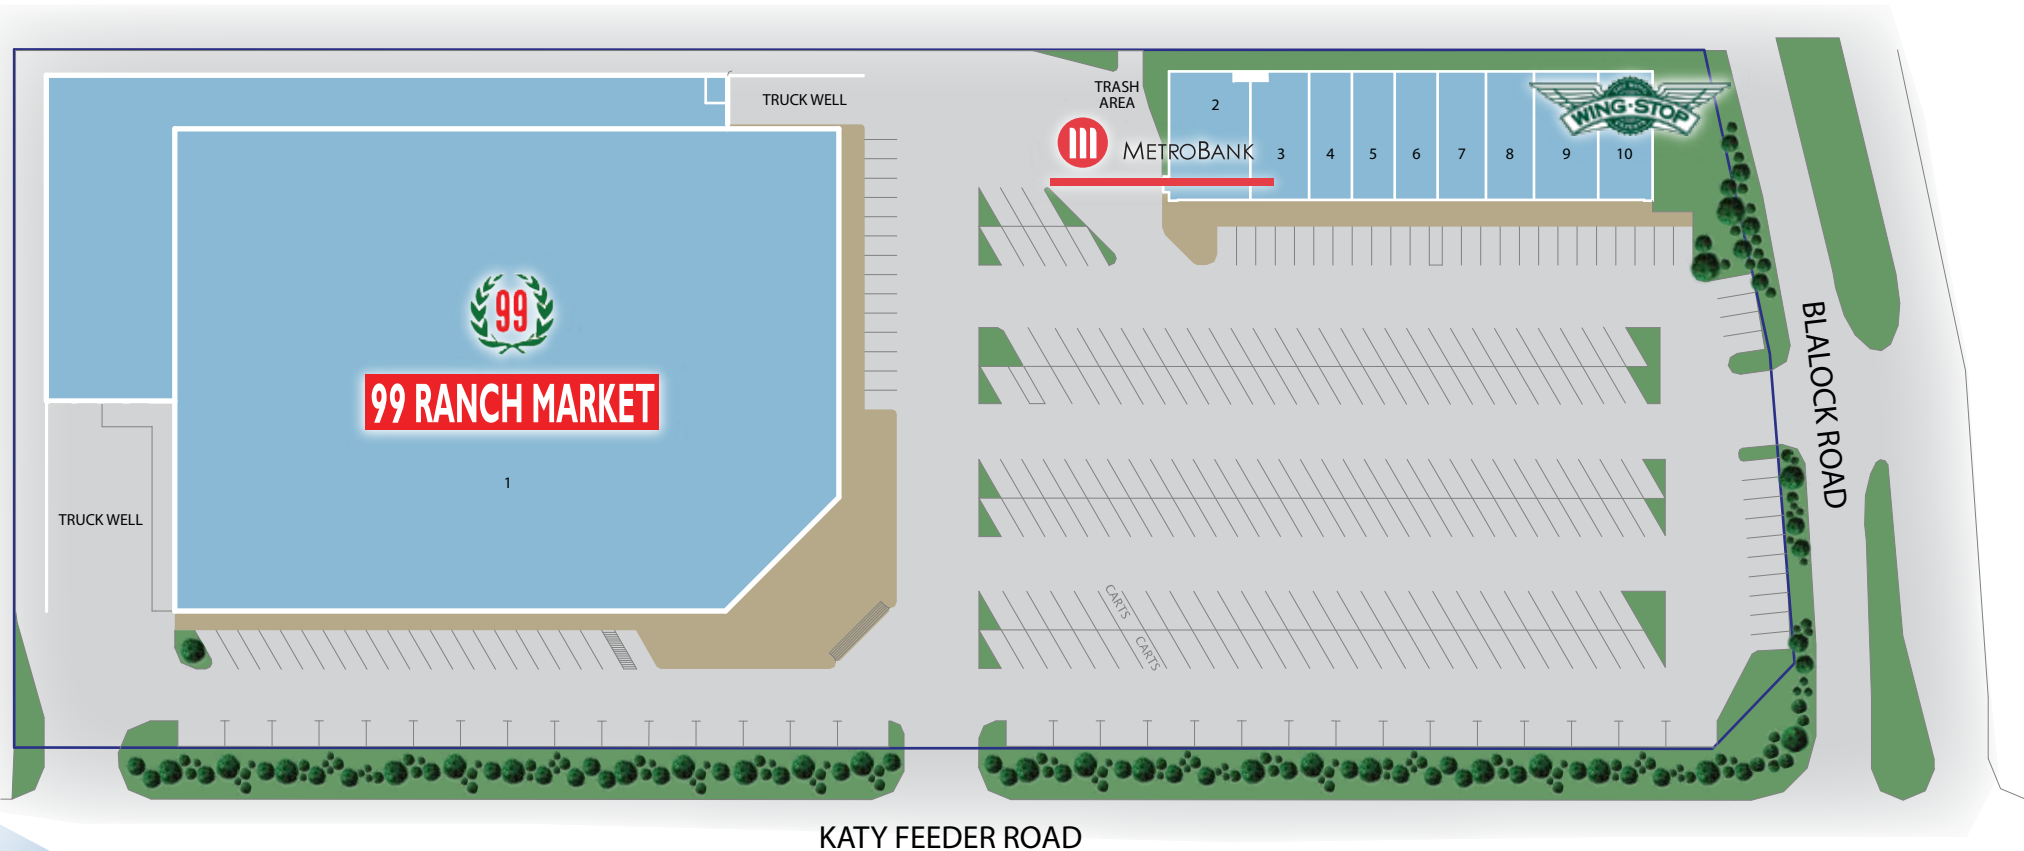 TRUCK WELL
TRASH
AREA
2
WING·STOP
METROBANK
3
4
5
6
7
8
9
10
99
99 RANCH MARKET
1
TRUCK WELL
BLALOCK ROAD
CARTS
CARTS
KATY FEEDER ROAD